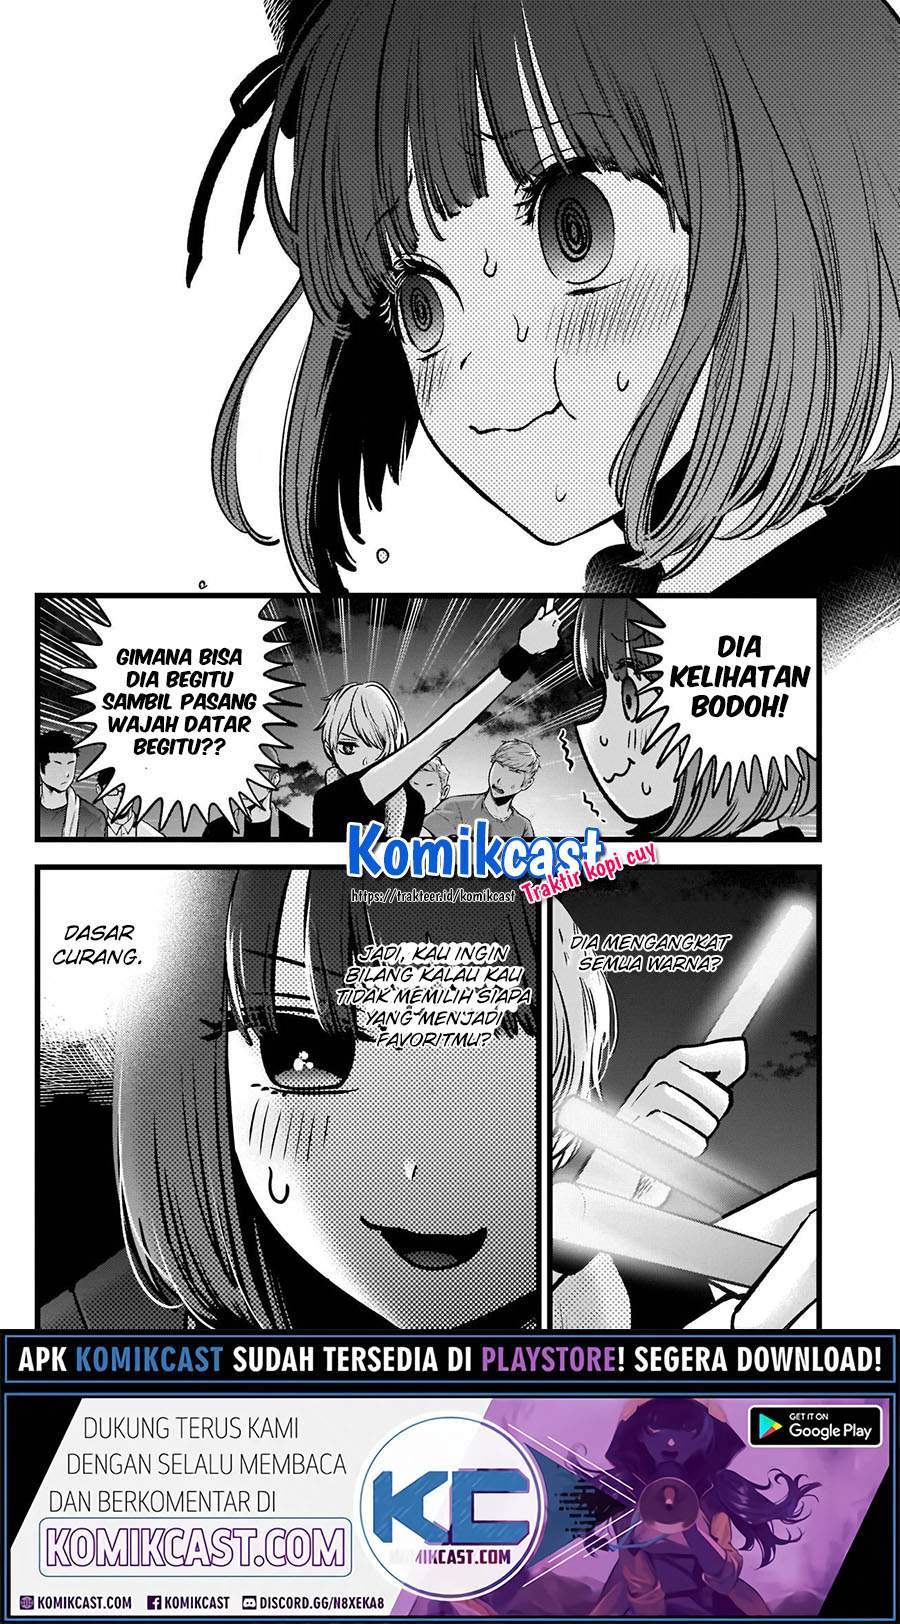 DIA
KELIHATAN
BODOH!
GIMANA BISA
DIA BEGITU
SAMBIL PASANG
WAJAH DATAR
BEGITU??
Komikcast
https://trakteer.id/komikcast
Traktir kopi cuy
DIA MENGANGKAT
SEMUA WARNA?
JADI, KAU INGIN
BILANG KALAU KAU
TIDAK MEMILIH SIAPA
YANG MENJADI
FAVORITMU?
DASAR
CURANG.
APK KOMIKCAST SUDAH TERSEDIA DI PLAYSTORE! SEGERA DOWNLOAD!
DUKUNG TERUS KAMI
DENGAN SELALU MEMBACA
DAN BERKOMENTAR DI
KOMIKCAST.COM
KC
KOMIKCAST.COM
GET IT ON
Google Play
KOMIKCAST.COM
KOMIKCAST
DISCORD.GG/N8XEKA8